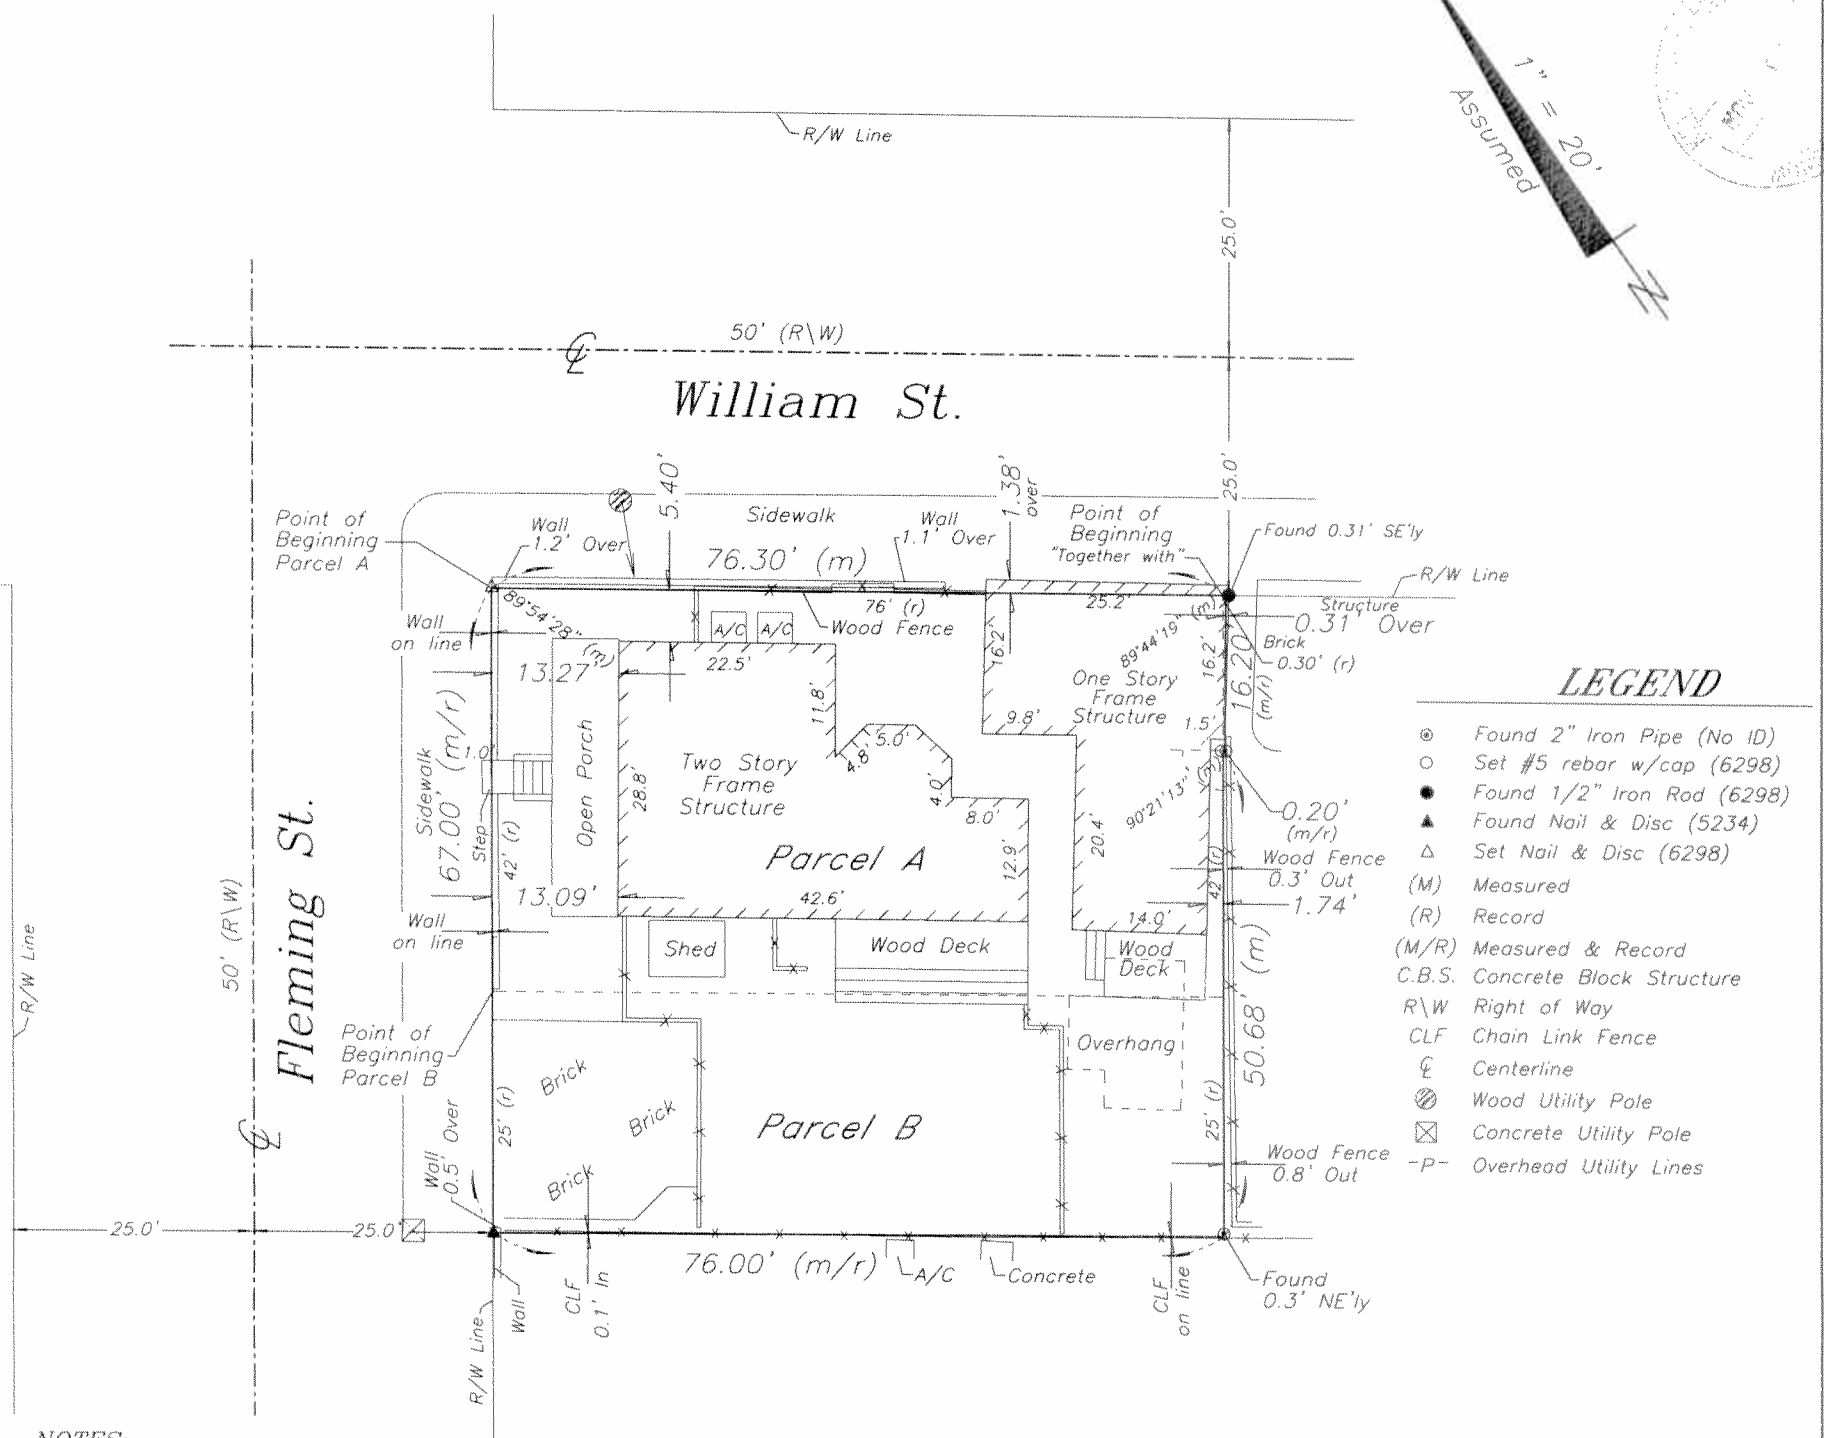 R/W Line
1" = 20'
Assumed
N
25.0'
50' (R\W)
William St.
5.40'
1.38'
over
25.0'
Point of
Beginning
Parcel A
Wall
1.2' Over
Sidewalk
Wall
1.1' Over
Point of
Beginning
"Together with"
Found 0.31' SE'ly
76.30' (m)
R/W Line
76' (r)
25.2'
Structure
0.31' Over
Brick
0.30' (r)
89°54'28"
(m)
Wall
on line
A/C
A/C
Wood Fence
16.2'
89°44'19" (m)
16.2'
16.20'
(m/r)
13.27'
22.5'
11.8'
One Story
Frame
Structure
9.8'
1.5'
5.0'
4.8'
4.0'
8.0'
1.0'
Sidewalk
67.00' (m/r)
Step
42' (r)
Open Porch
28.8'
Two Story
Frame
Structure
Parcel A
12.9'
20.4'
90°21'13"
(m)
0.20'
(m/r)
Wood Fence
0.3' Out
42' (r)
1.74'
13.09'
42.6'
14.0'
Wall
on line
Shed
Wood Deck
Wood
Deck
Fleming St.
50' (R\W)
R/W Line
Point of
Beginning
Parcel B
Overhang
50.68' (m)
Brick
Brick
Brick
Parcel B
25' (r)
25' (r)
Wall
0.5' Over
Wood Fence
0.8' Out
25.0'
25.0'
76.00' (m/r)
A/C
Concrete
CLF
0.1' In
CLF
on line
Found
0.3' NE'ly
Wall
R/W Line
LEGEND
Found 2" Iron Pipe (No ID)
Set #5 rebar w/cap (6298)
Found 1/2" Iron Rod (6298)
Found Nail & Disc (5234)
Set Nail & Disc (6298)
(M) Measured
(R) Record
(M/R) Measured & Record
C.B.S. Concrete Block Structure
R\W Right of Way
CLF Chain Link Fence
℄ Centerline
Wood Utility Pole
Concrete Utility Pole
-P- Overhead Utility Lines
NOTES: